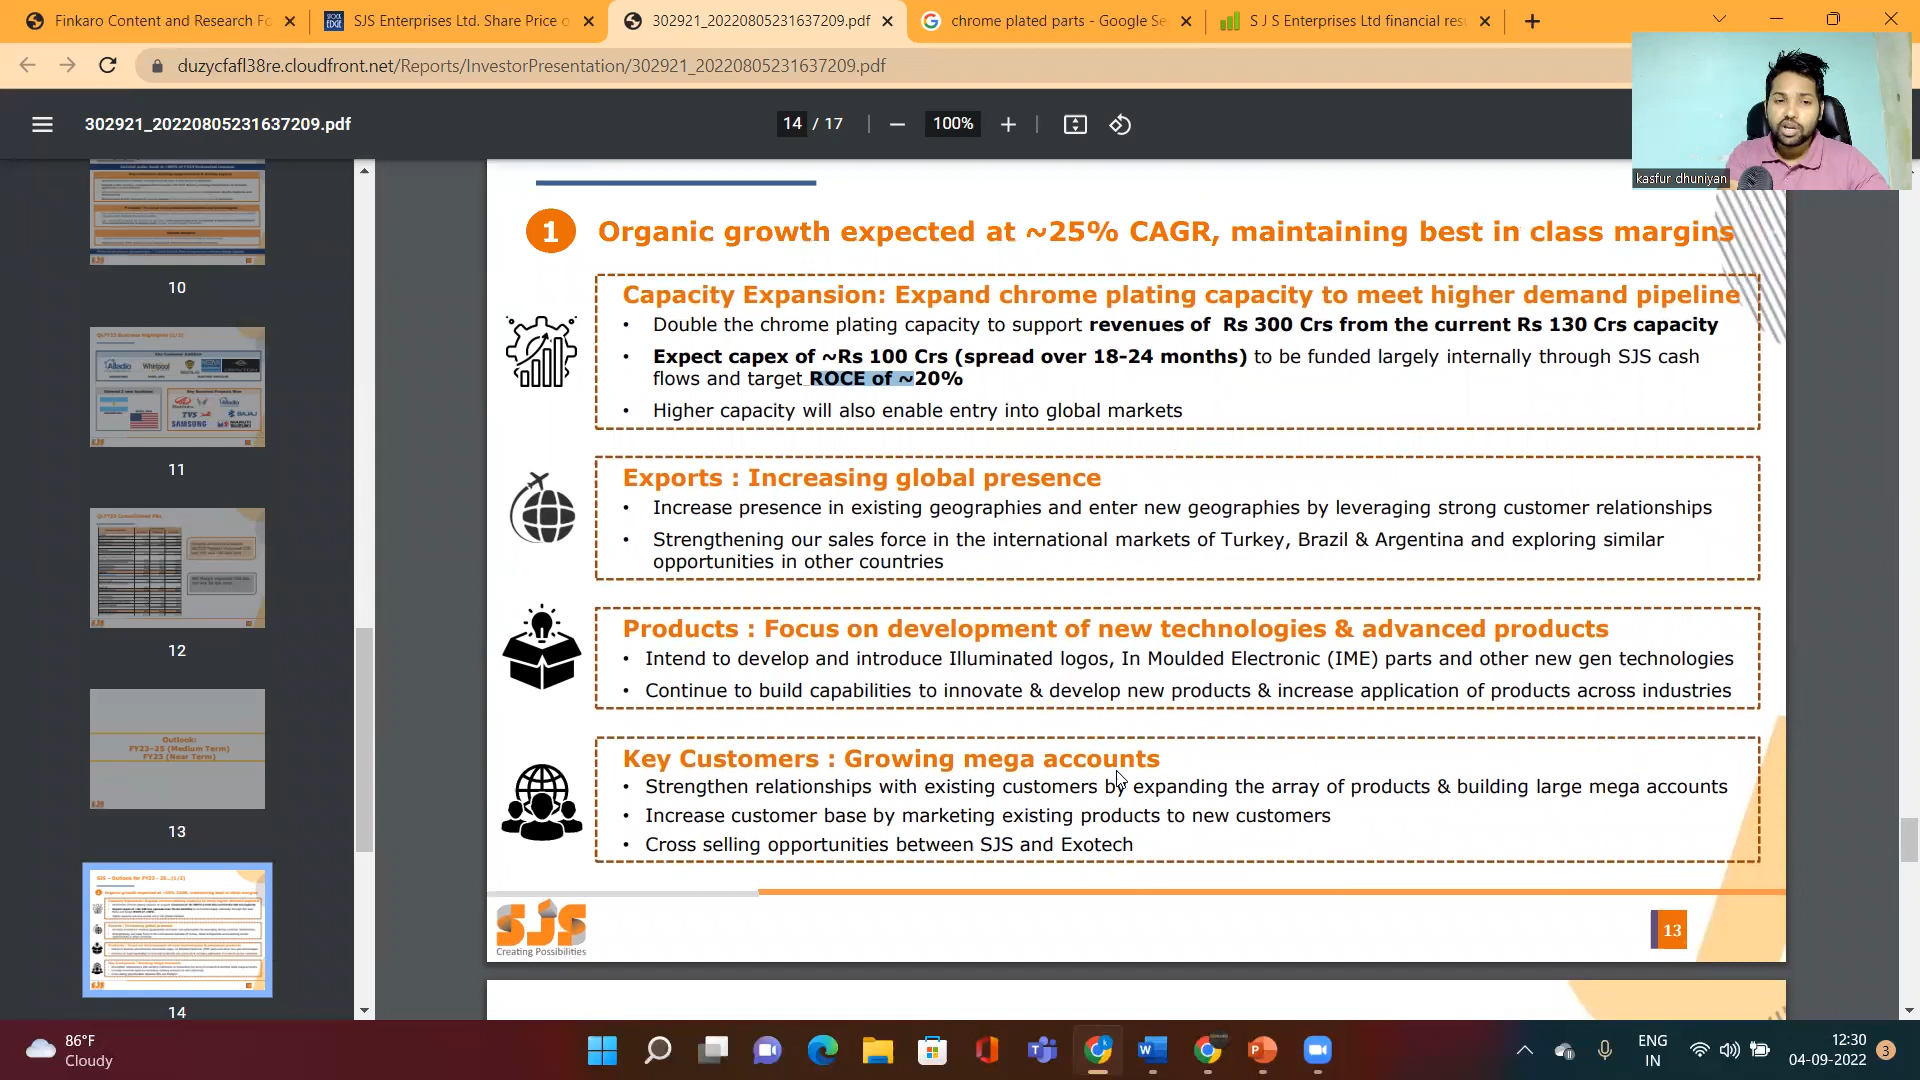 Finkaro Content and Research Fo
SJS Enterprises Ltd. Share Price o
302921_20220805231637209.pdf
chrome plated parts - Google Se
S J S Enterprises Ltd financial res
duzycfafl38re.cloudfront.net/Reports/InvestorPresentation/302921_20220805231637209.pdf
302921_20220805231637209.pdf
14 / 17
100%
kasfur dhuniyan
10
11
12
Outlook:
FY23-25 (Medium Term)
FY23 (Near Term)
13
14
1 Organic growth expected at ~25% CAGR, maintaining best in class margins
Capacity Expansion: Expand chrome plating capacity to meet higher demand pipeline
• Double the chrome plating capacity to support revenues of Rs 300 Crs from the current Rs 130 Crs capacity
• Expect capex of ~Rs 100 Crs (spread over 18-24 months) to be funded largely internally through SJS cash
flows and target ROCE of ~20%
• Higher capacity will also enable entry into global markets
Exports : Increasing global presence
• Increase presence in existing geographies and enter new geographies by leveraging strong customer relationships
• Strengthening our sales force in the international markets of Turkey, Brazil & Argentina and exploring similar
opportunities in other countries
Products : Focus on development of new technologies & advanced products
• Intend to develop and introduce Illuminated logos, In Moulded Electronic (IME) parts and other new gen technologies
• Continue to build capabilities to innovate & develop new products & increase application of products across industries
Key Customers : Growing mega accounts
• Strengthen relationships with existing customers by expanding the array of products & building large mega accounts
• Increase customer base by marketing existing products to new customers
• Cross selling opportunities between SJS and Exotech
SJS
Creating Possibilities
13
86°F
Cloudy
ENG
IN
12:30
04-09-2022
3